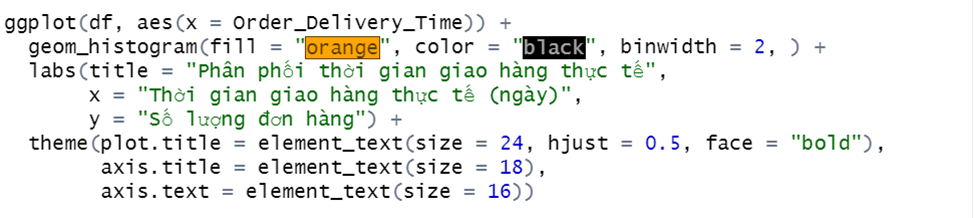 ggplot(df, aes(x = Order_Delivery_Time)) +
  geom_histogram(fill = "orange", color = "black", binwidth = 2, ) +
  labs(title = "Phân phối thời gian giao hàng thực tế",
       x = "Thời gian giao hàng thực tế (ngày)",
       y = "Số lượng đơn hàng") +
  theme(plot.title = element_text(size = 24, hjust = 0.5, face = "bold"),
        axis.title = element_text(size = 18),
        axis.text = element_text(size = 16))